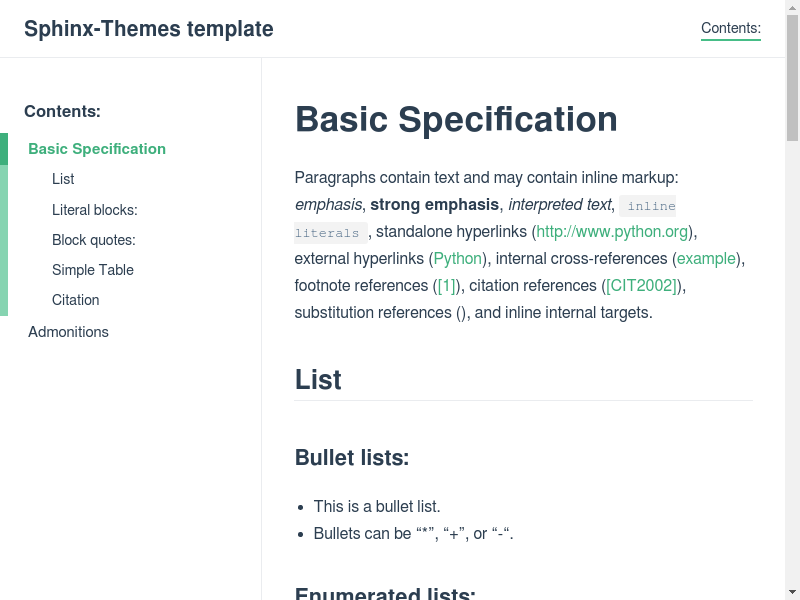 Sphinx-Themes template
Contents:
Contents:
Basic Specification
List
Literal blocks:
Block quotes:
Simple Table
Citation
Admonitions
Basic Specification
Paragraphs contain text and may contain inline markup:
emphasis, strong emphasis, interpreted text, inline
literals , standalone hyperlinks (http://www.python.org),
external hyperlinks (Python), internal cross-references (example),
footnote references ([1]), citation references ([CIT2002]),
substitution references (), and inline internal targets.
List
Bullet lists:
• This is a bullet list.
• Bullets can be “*”, “+”, or “-“.
Enumerated lists: